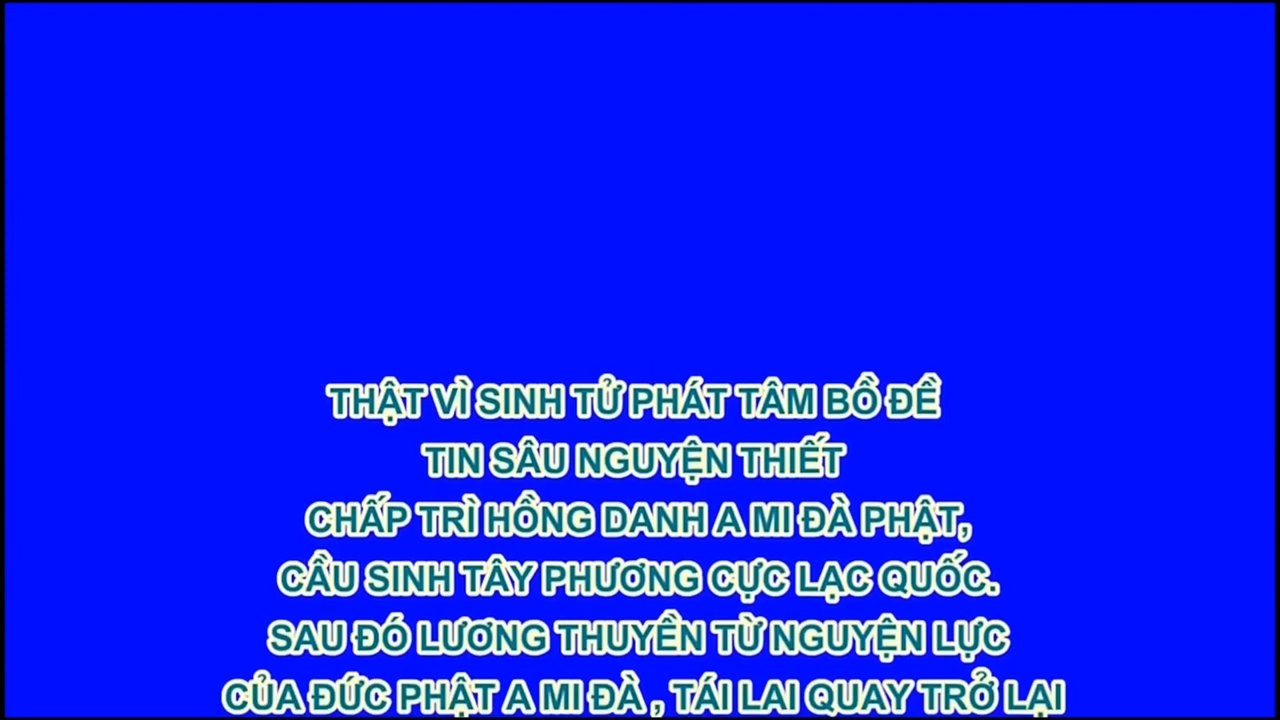 THẬT VÌ SINH TỬ PHÁT TÂM BỒ ĐỀ
TIN SÂU NGUYỆN THIẾT
CHẤP TRÌ HỒNG DANH A MI ĐÀ PHẬT,
CẦU SINH TÂY PHƯƠNG CỰC LẠC QUỐC.
SAU ĐÓ LƯƠNG THUYỀN TỪ NGUYỆN LỰC
CỦA ĐỨC PHẬT A MI ĐÀ , TÁI LAI QUAY TRỞ LẠI